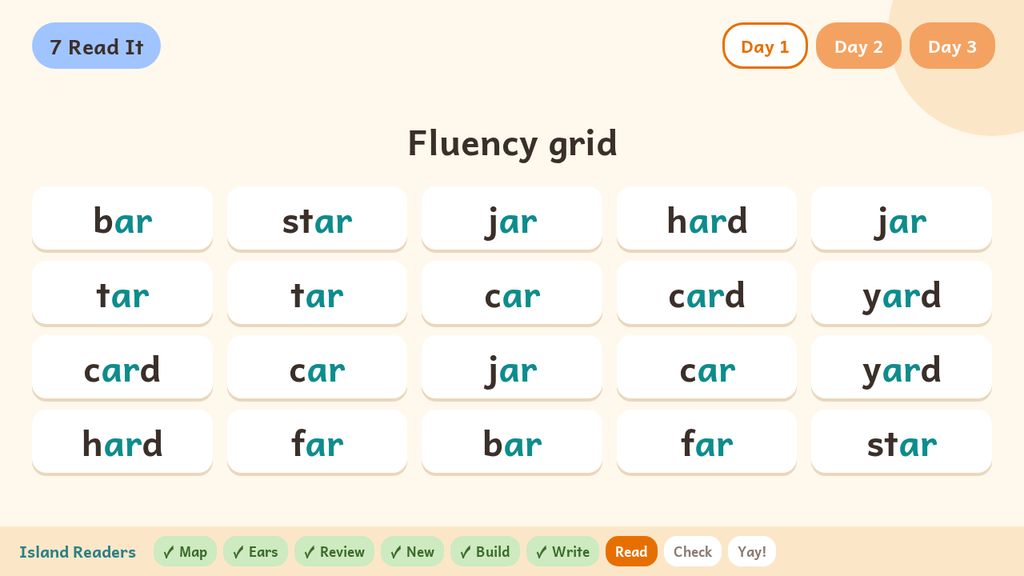 7 Read It
Day 1 Day 2 Day 3
Fluency grid
bar star jar hard jar
tar tar car card yard
card car jar car yard
hard far bar far star
Island Readers ✓ Map ✓ Ears ✓ Review ✓ New ✓ Build ✓ Write Read Check Yay!